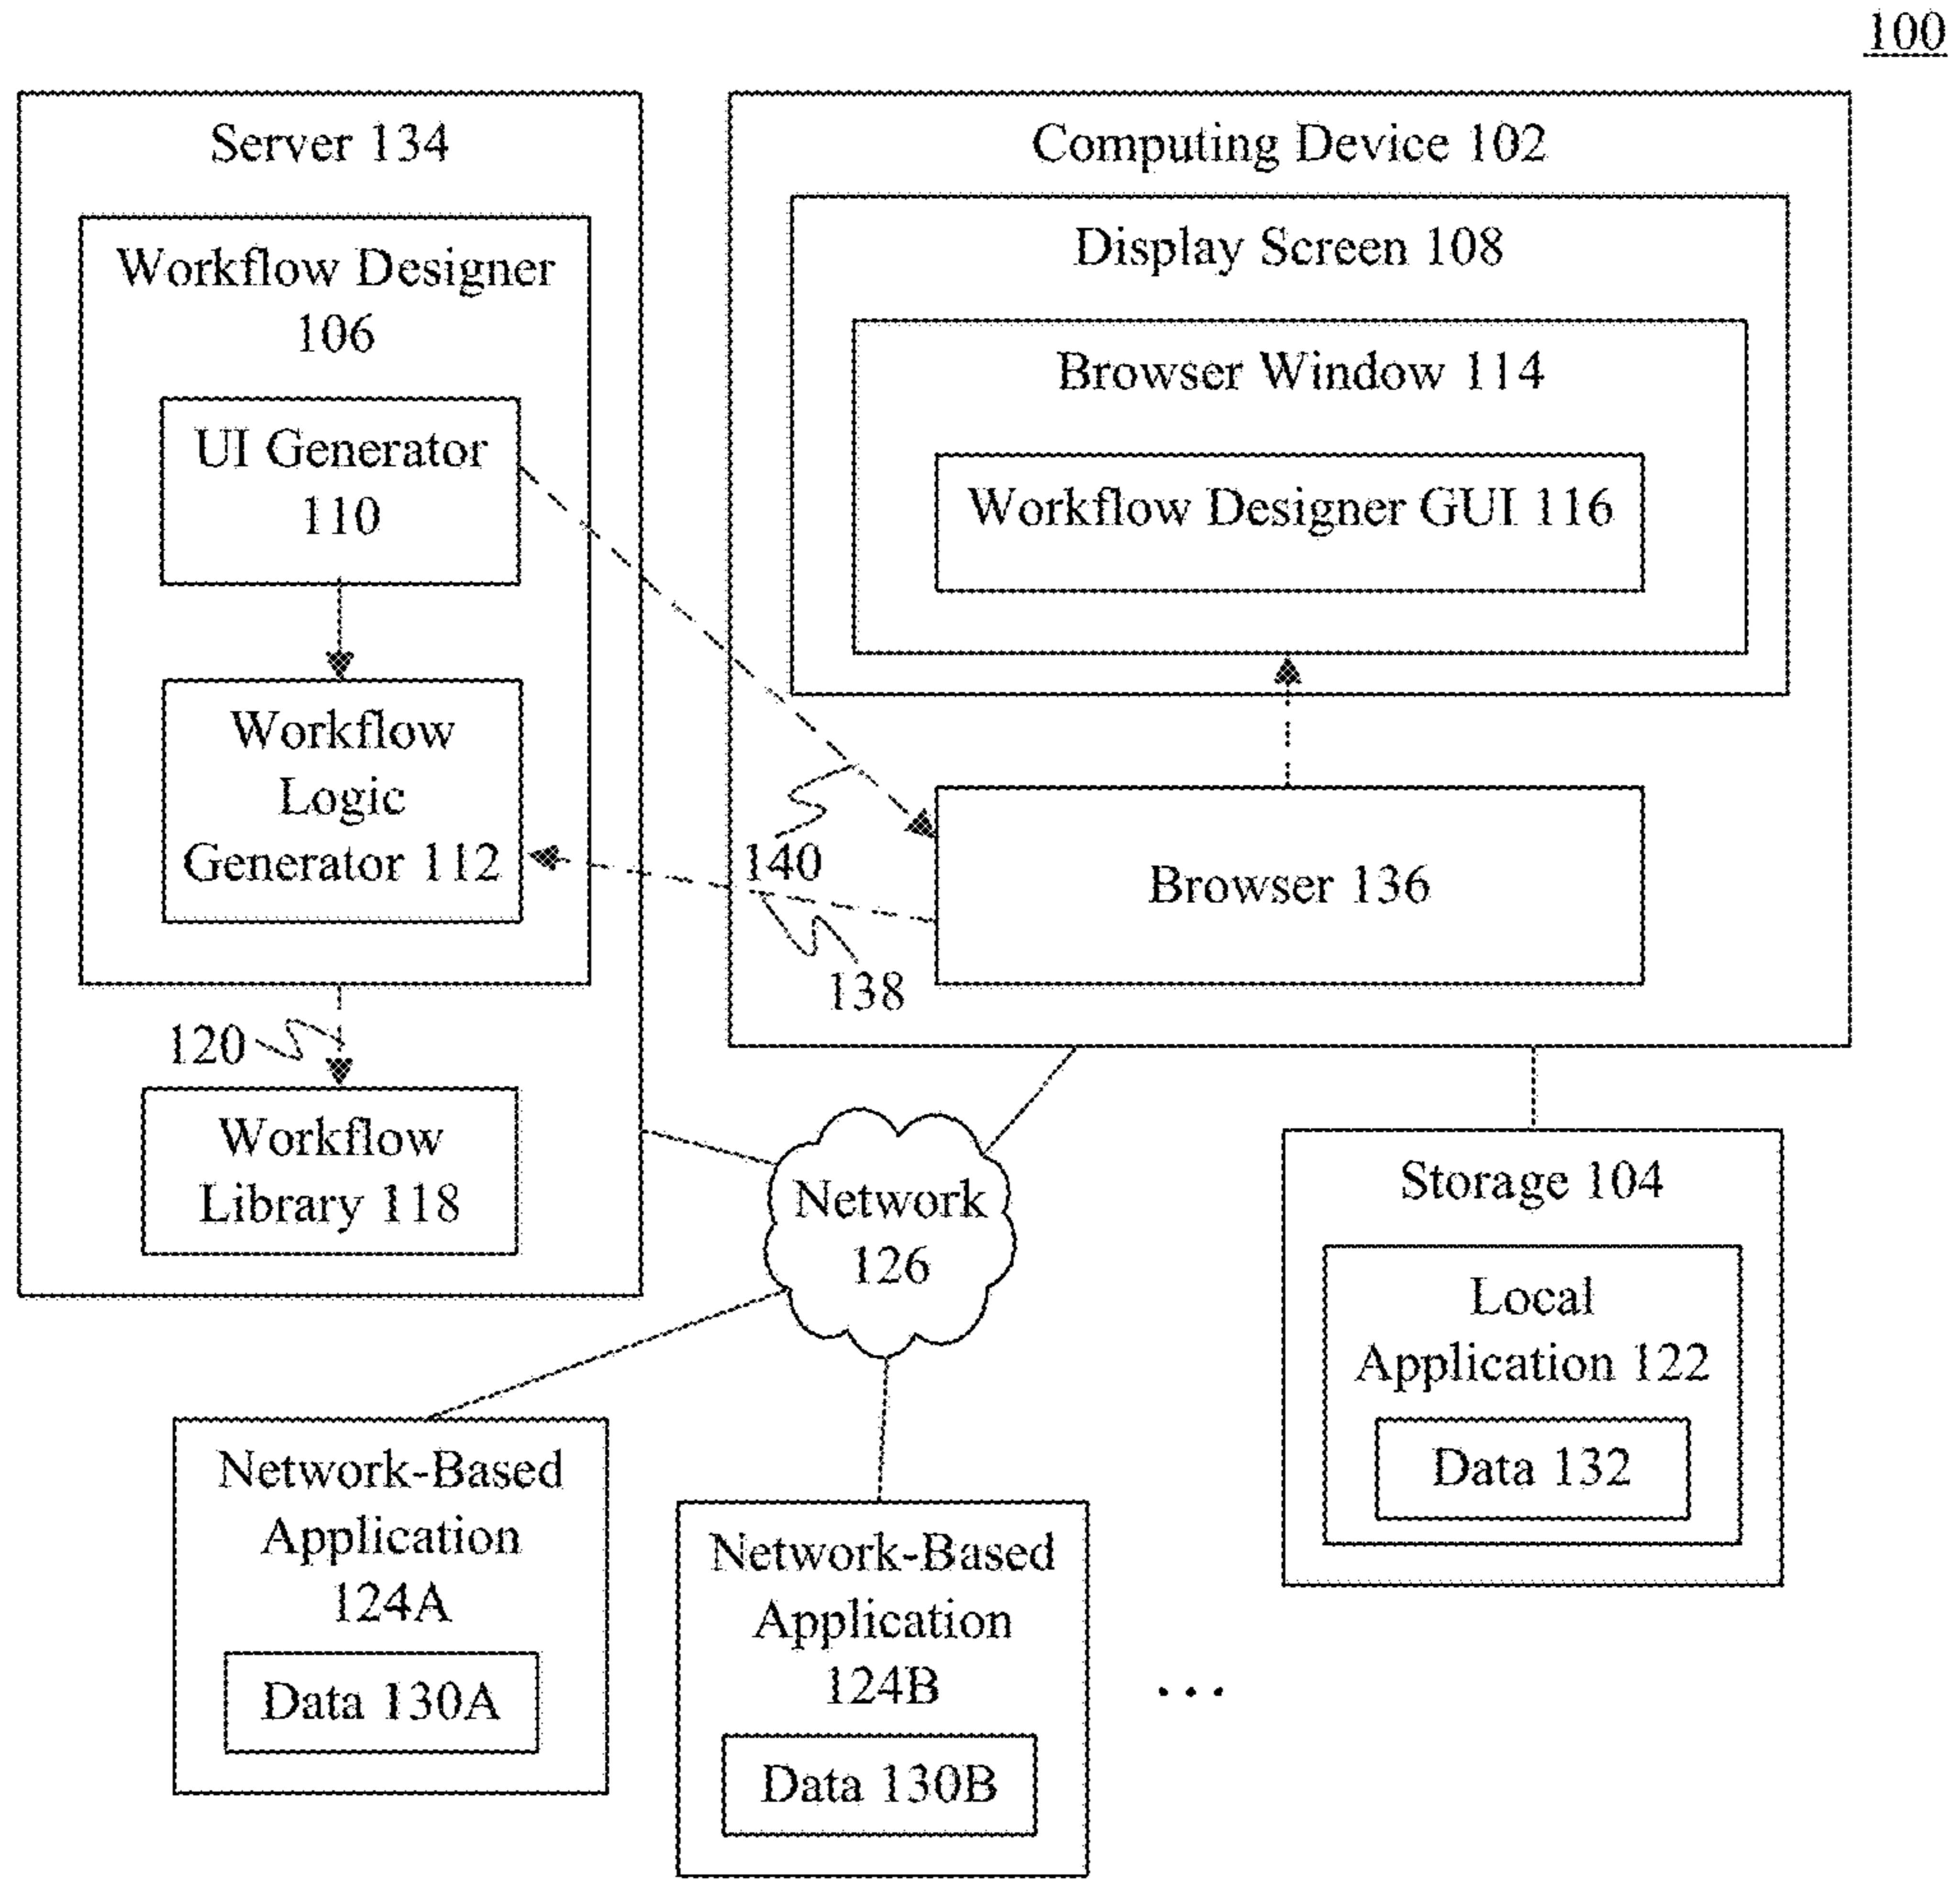 100
Server 134
Workflow Designer
106
UI Generator
110
Workflow
Logic
Generator 112
120
Workflow
Library 118
Computing Device 102
Display Screen 108
Browser Window 114
Workflow Designer GUI 116
140
Browser 136
138
Network
126
Storage 104
Local
Application 122
Data 132
Network-Based
Application
124A
Data 130A
Network-Based
Application
124B
Data 130B
...